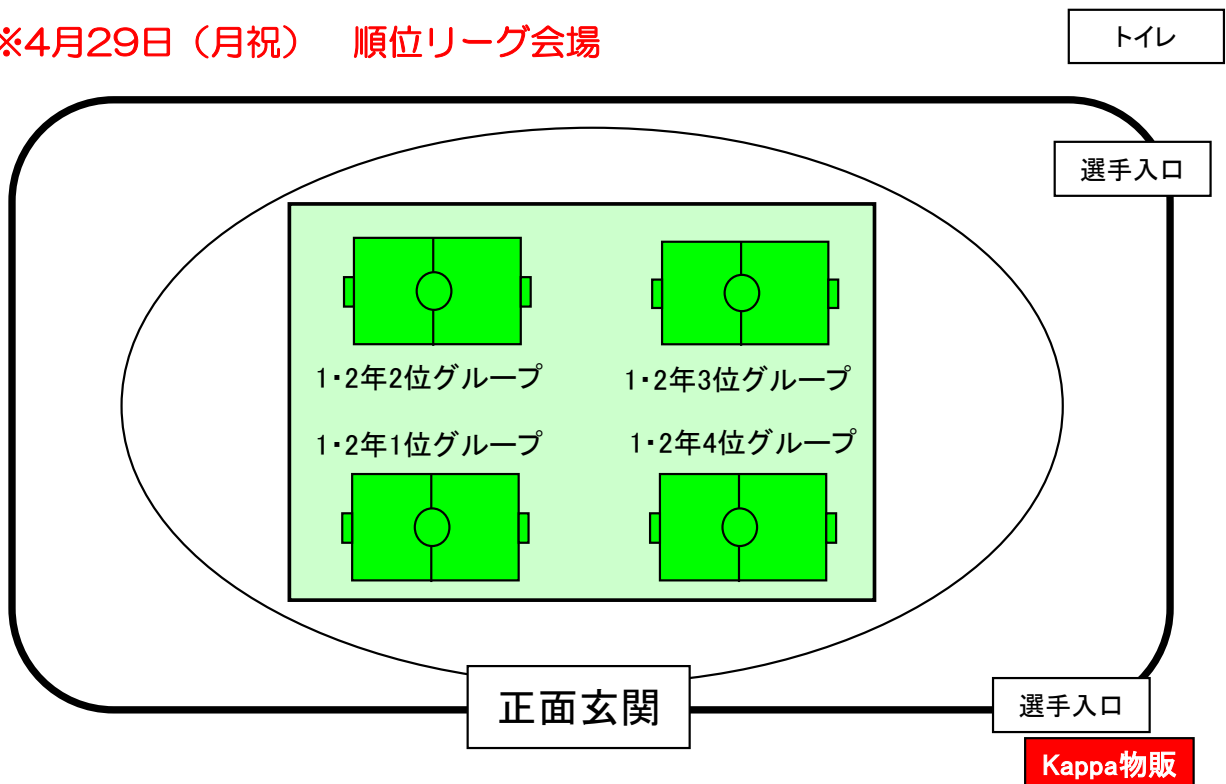 ※4月29日（月祝）　順位リーグ会場
トイレ
選手入口
1・2年2位グループ
1・2年3位グループ
1・2年1位グループ
1・2年4位グループ
正面玄関
選手入口
Kappa物販